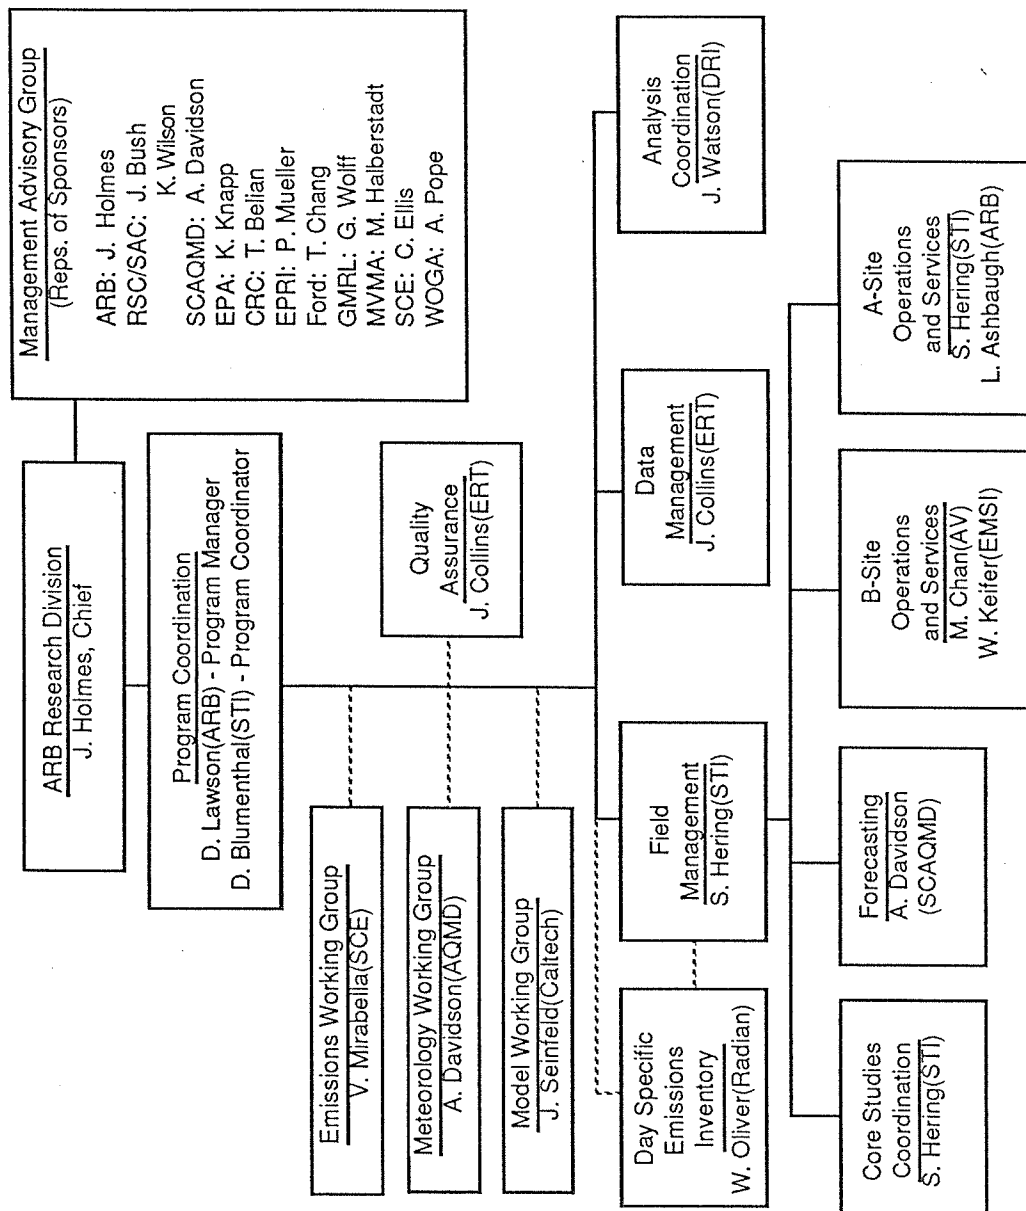 ARB Research Division
J. Holmes, Chief
Management Advisory Group
(Reps. of Sponsors)
ARB: J. Holmes
RSC/SAC: J. Bush
K. Wilson
SCAQMD: A. Davidson
EPA: K. Knapp
CRC: T. Belian
EPRI: P. Mueller
Ford: T. Chang
GMRL: G. Wolff
MVMA: M. Halberstadt
SCE: C. Ellis
WOGA: A. Pope
Program Coordination
D. Lawson(ARB) - Program Manager
D. Blumenthal(STI) - Program Coordinator
Emissions Working Group
V. Mirabella(SCE)
Meteorology Working Group
A. Davidson(AQMD)
Model Working Group
J. Seinfeld(Caltech)
Quality
Assurance
J. Collins(ERT)
Day Specific
Emissions
Inventory
W. Oliver(Radian)
Field
Management
S. Hering(STI)
Data
Management
J. Collins(ERT)
Analysis
Coordination
J. Watson(DRI)
Core Studies
Coordination
S. Hering(STI)
Forecasting
A. Davidson
(SCAQMD)
B-Site
Operations
and Services
M. Chan(AV)
W. Keifer(EMSI)
A-Site
Operations
and Services
S. Hering(STI)
L. Ashbaugh(ARB)